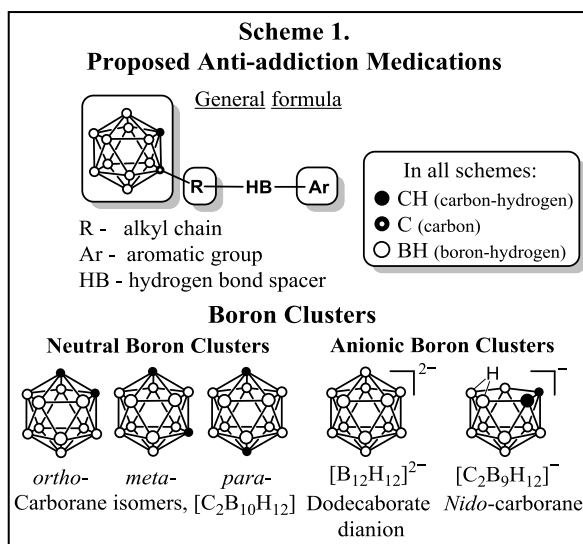 Scheme 1.
Proposed Anti-addiction Medications
General formula
R HB Ar
R - alkyl chain
Ar - aromatic group
HB - hydrogen bond spacer
In all schemes:
CH (carbon-hydrogen)
C (carbon)
BH (boron-hydrogen)
Boron Clusters
Neutral Boron Clusters
Anionic Boron Clusters
2−
H
−
ortho- meta- para-
Carborane isomers, [C2B10H12]
[B12H12]2−
Dodecaborate
dianion
[C2B9H12]−
Nido-carborane